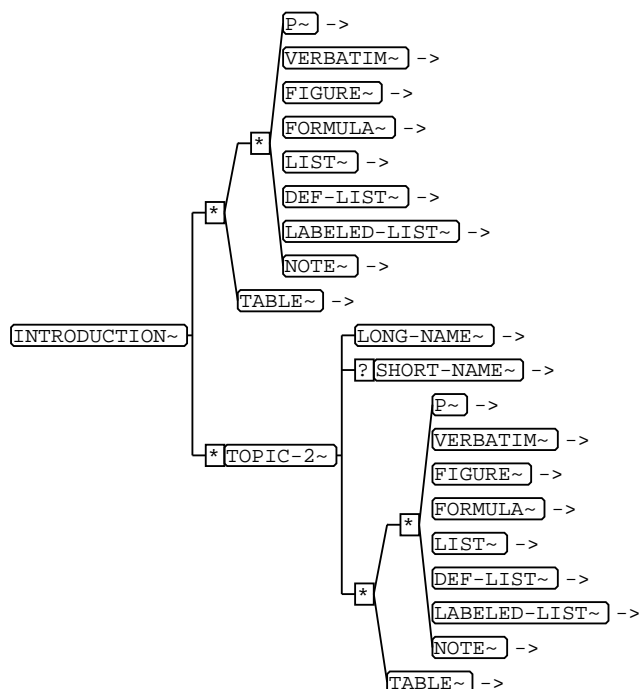 P~ ->
VERBATIM~ ->
FIGURE~ ->
FORMULA~ ->
*
LIST~ ->
DEF-LIST~ ->
*
LABELED-LIST~ ->
NOTE~ ->
TABLE~ ->
INTRODUCTION~
LONG-NAME~ ->
? SHORT-NAME~ ->
P~ ->
VERBATIM~ ->
* TOPIC-2~
FIGURE~ ->
FORMULA~ ->
*
LIST~ ->
DEF-LIST~ ->
*
LABELED-LIST~ ->
NOTE~ ->
TABLE~ ->